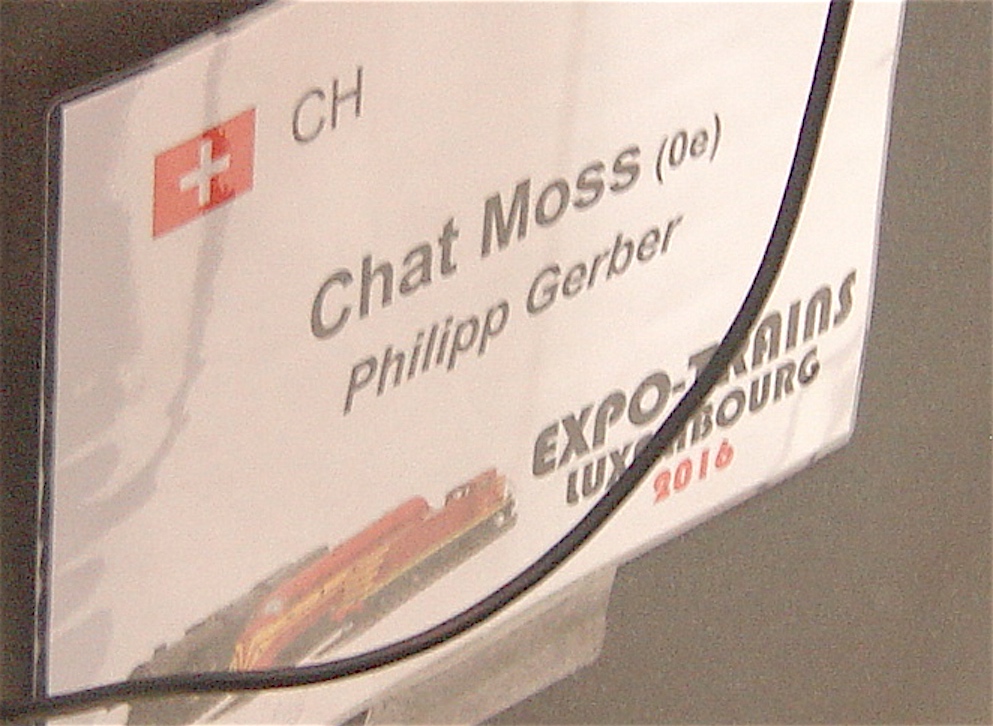 CH
Chat Moss (0e)
Philipp Gerber
EXPO-TRAINS
LUXEMBOURG
2016